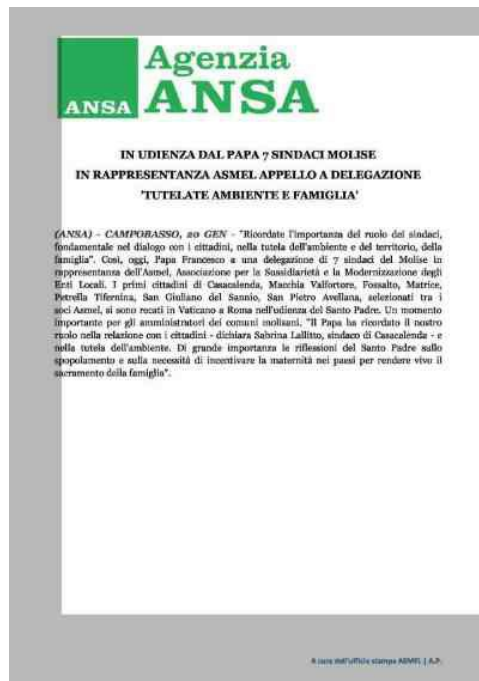 Agenzia
ANSA ANSA
IN UDIENZA DAL PAPA 7 SINDACI MOLISE
IN RAPPRESENTANZA ASMEL APPELLO A DELEGAZIONE
'TUTELATE AMBIENTE E FAMIGLIA'
(ANSA) - CAMPOBASSO, 20 GEN - "Ricordate l'importanza del ruolo dei sindaci,
fondamentale nel dialogo con i cittadini, nella tutela dell'ambiente e del territorio, della
famiglia". Così, oggi, Papa Francesco a una delegazione di 7 sindaci del Molise in
rappresentanza dell'Asmel, Associazione per la Sussidiarietà e la Modernizzazione degli
Enti Locali. I primi cittadini di Casacalenda, Macchia Valfortore, Fossalto, Matrice,
Petrella Tifernina, San Giuliano del Sannio, San Pietro Avellana, selezionati tra i
soci Asmel, si sono recati in Vaticano a Roma nell'udienza del Santo Padre. Un momento
importante per gli amministratori dei comuni molisani. "Il Papa ha ricordato il nostro
ruolo nella relazione con i cittadini - dichiara Sabrina Lallitto, sindaco di Casacalenda - e
nella tutela dell'ambiente. Di grande importanza le riflessioni del Santo Padre sullo
spopolamento e sulla necessità di incentivare la maternità nei paesi per rendere vivo il
sacramento della famiglia".
A cura dell'ufficio stampa ASMEL | A.P.